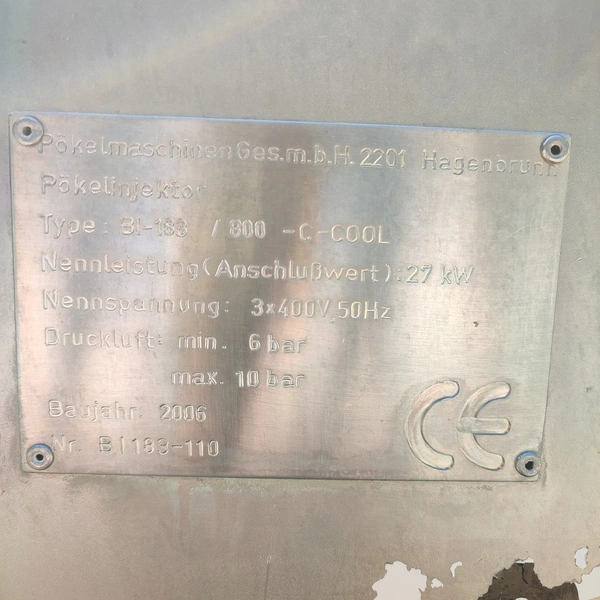 Pökelmaschinen Ges.m.b.H. 2201 Hagenbrunn
Pökelinjektor
Type: BI-183 / 800 -C-COOL
Nennleistung (Anschlußwert): 27 kW
Nennspannung: 3x400V, 50Hz
Druckluft: min. 6 bar
max. 10 bar
Baujahr: 2006
Nr. BI183-110
CE